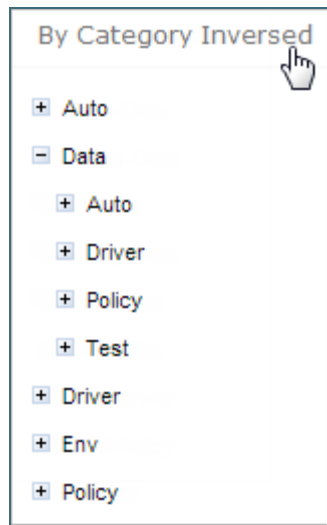 By Category Inversed
Auto
Data
Auto
Driver
Policy
Test
Driver
Env
Policy